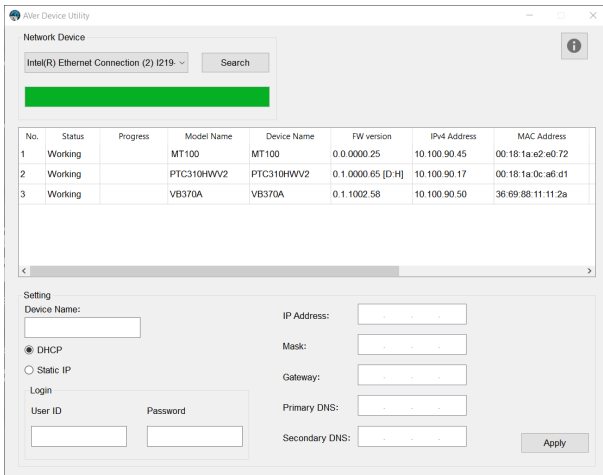 AVer Device Utility
Network Device
Intel(R) Ethernet Connection (2) I219- Search
No. Status Progress Model Name Device Name FW version IPv4 Address MAC Address
1 Working MT100 MT100 0.0.0000.25 10.100.90.45 00:18:1a:e2:e0:72
2 Working PTC310HWV2 PTC310HWV2 0.1.0000.65 [D:H] 10.100.90.17 00:18:1a:0c:a6:d1
3 Working VB370A VB370A 0.1.1002.58 10.100.90.50 36:69:88:11:11:2a
Setting
Device Name:
DHCP
Static IP
Login
User ID Password
IP Address:
Mask:
Gateway:
Primary DNS:
Secondary DNS:
Apply